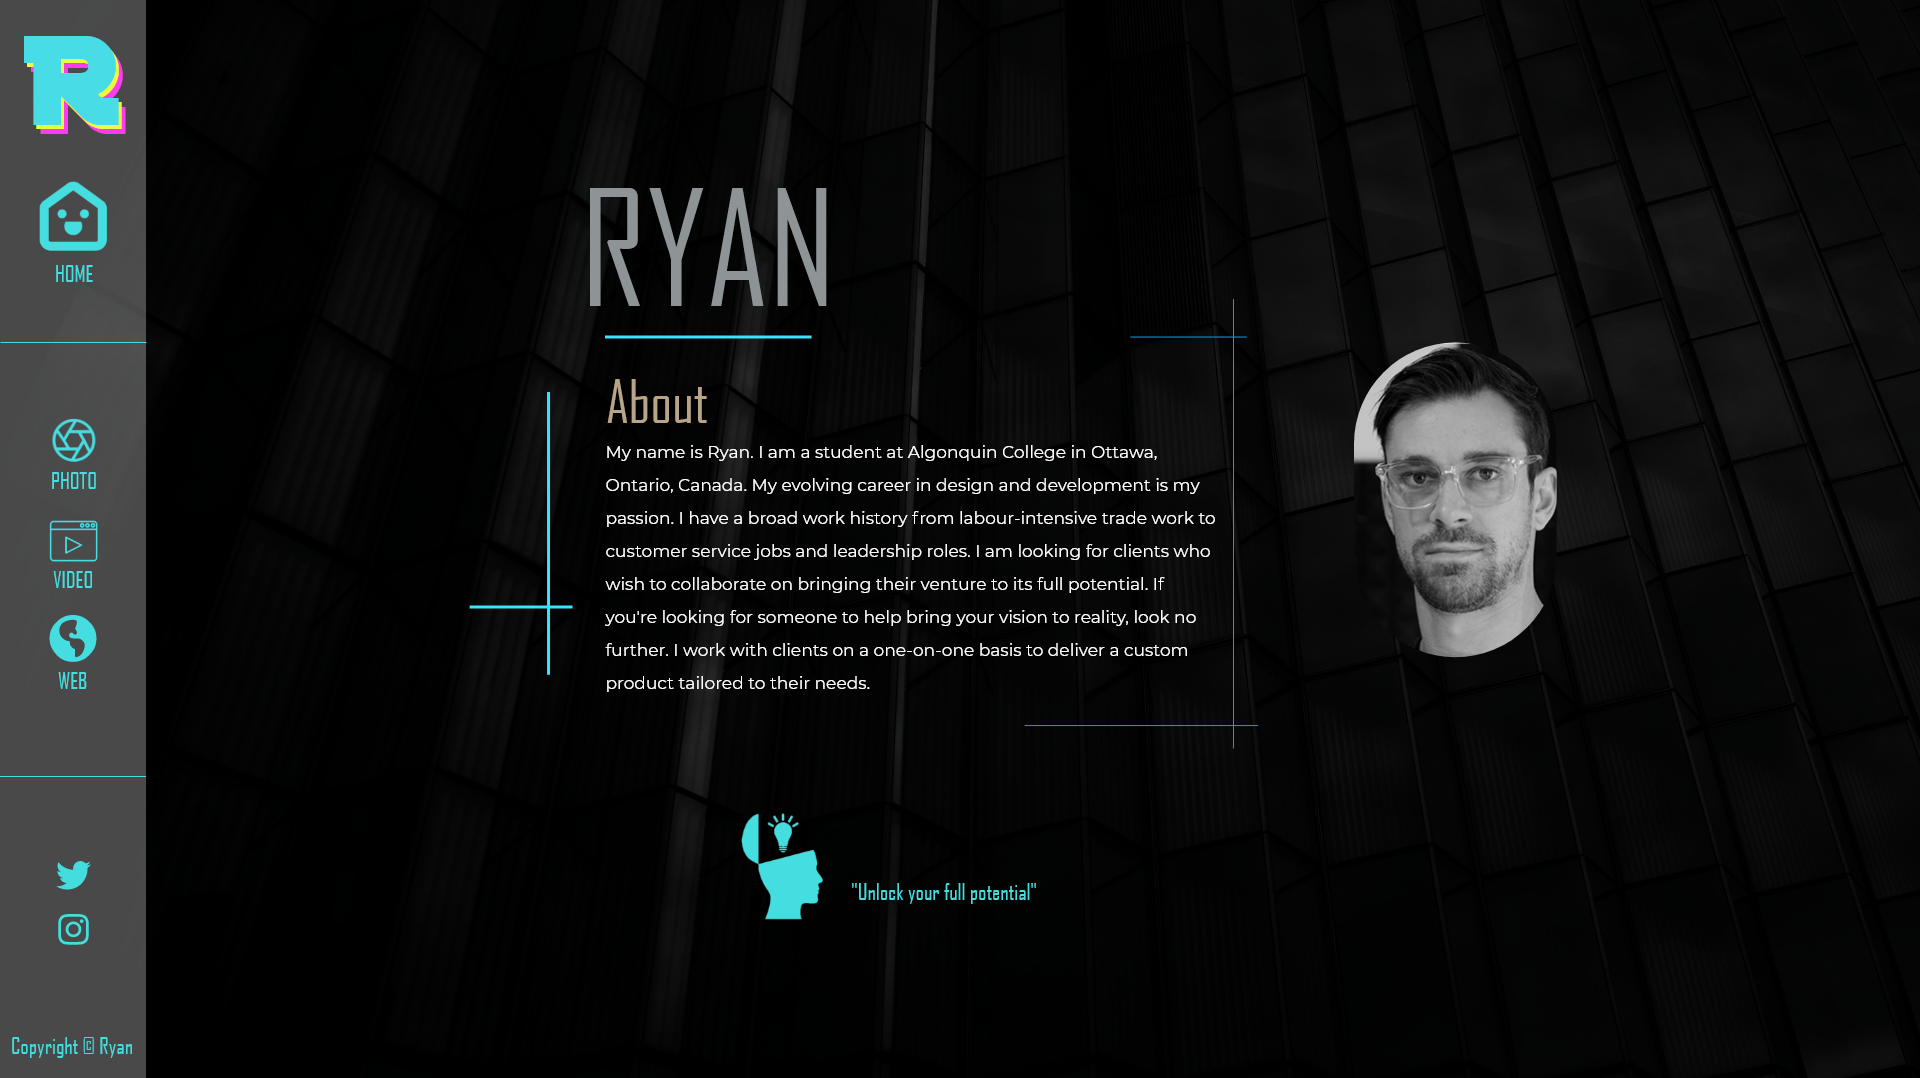 R
HOME
PHOTO
VIDEO
WEB
Copyright © Ryan
RYAN
About
My name is Ryan. I am a student at Algonquin College in Ottawa,
Ontario, Canada. My evolving career in design and development is my
passion. I have a broad work history from labour-intensive trade work to
customer service jobs and leadership roles. I am looking for clients who
wish to collaborate on bringing their venture to its full potential. If
you're looking for someone to help bring your vision to reality, look no
further. I work with clients on a one-on-one basis to deliver a custom
product tailored to their needs.
"Unlock your full potential"